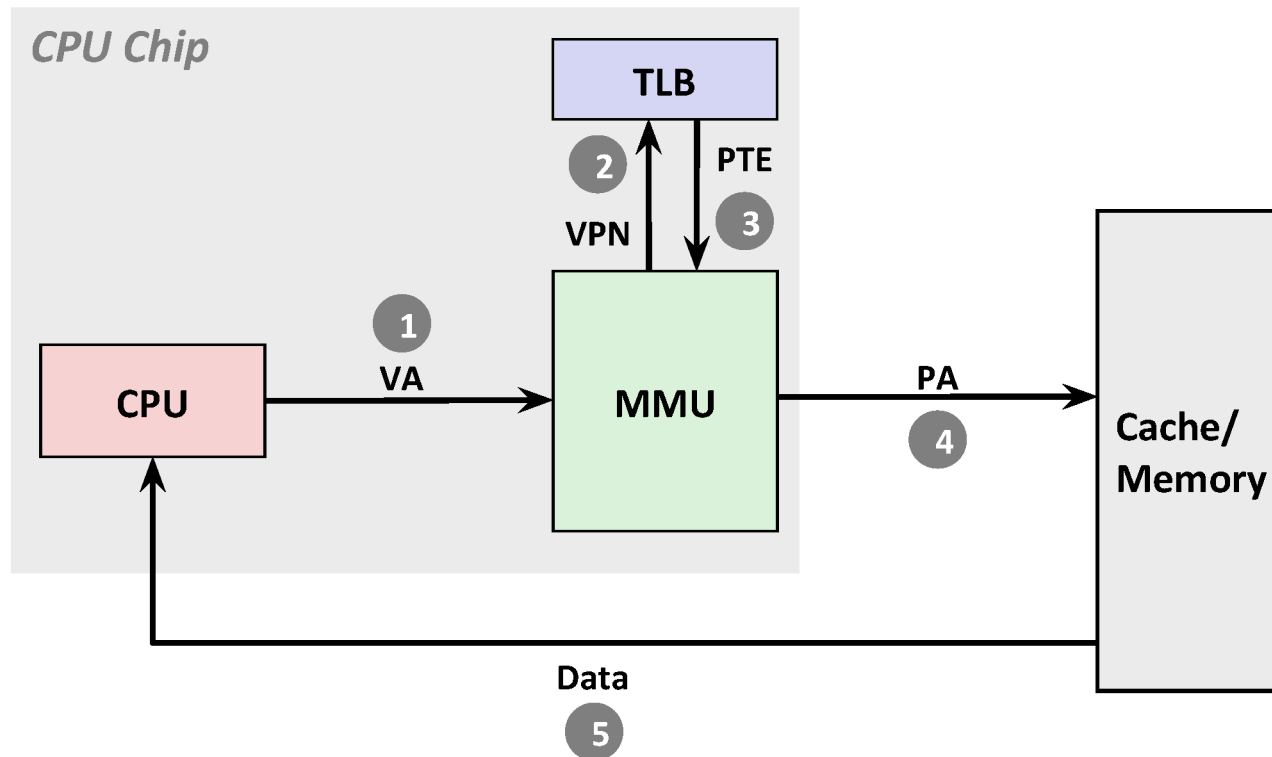 CPU Chip
TLB
2
PTE
3
VPN
1
VA
CPU
MMU
PA
4
Cache/
Memory
Data
5